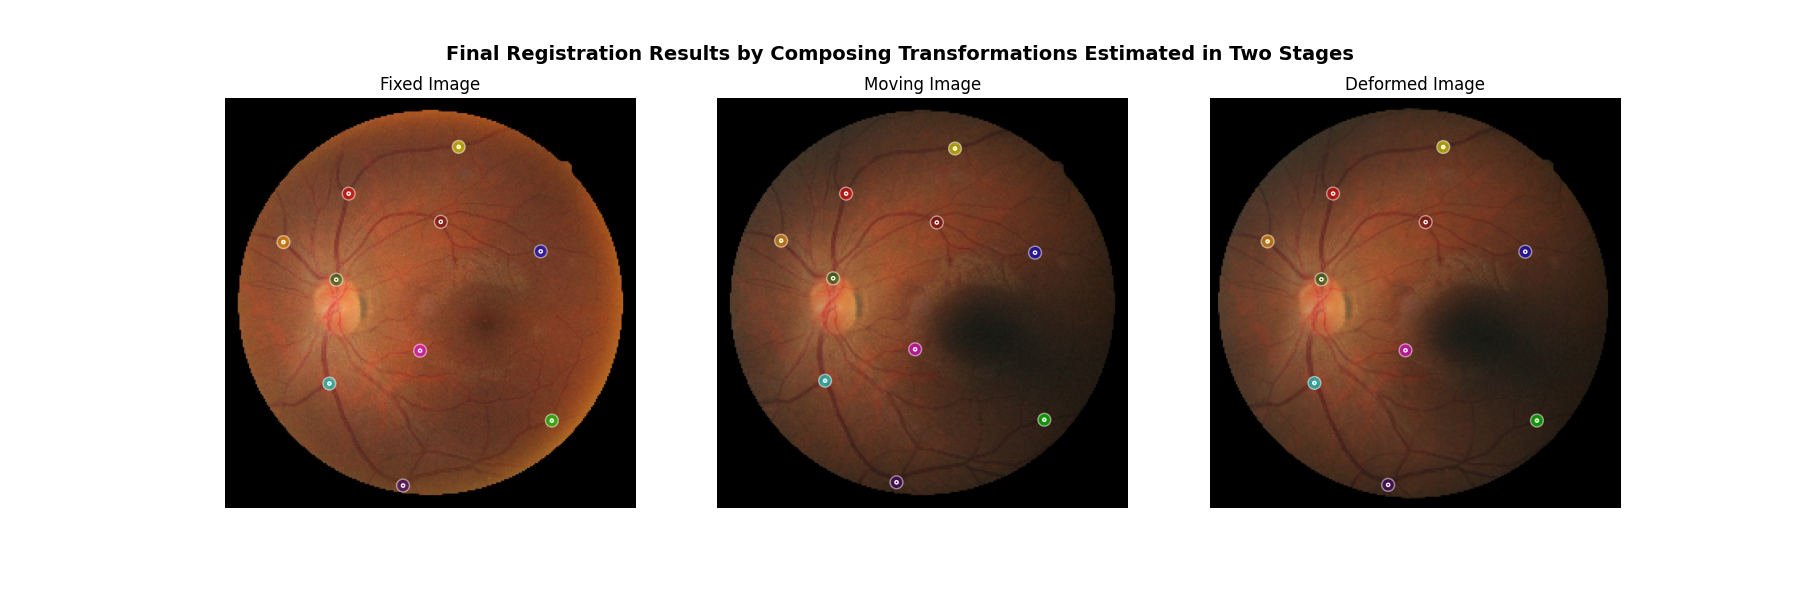 Final Registration Results by Composing Transformations Estimated in Two Stages
Fixed Image
Moving Image
Deformed Image